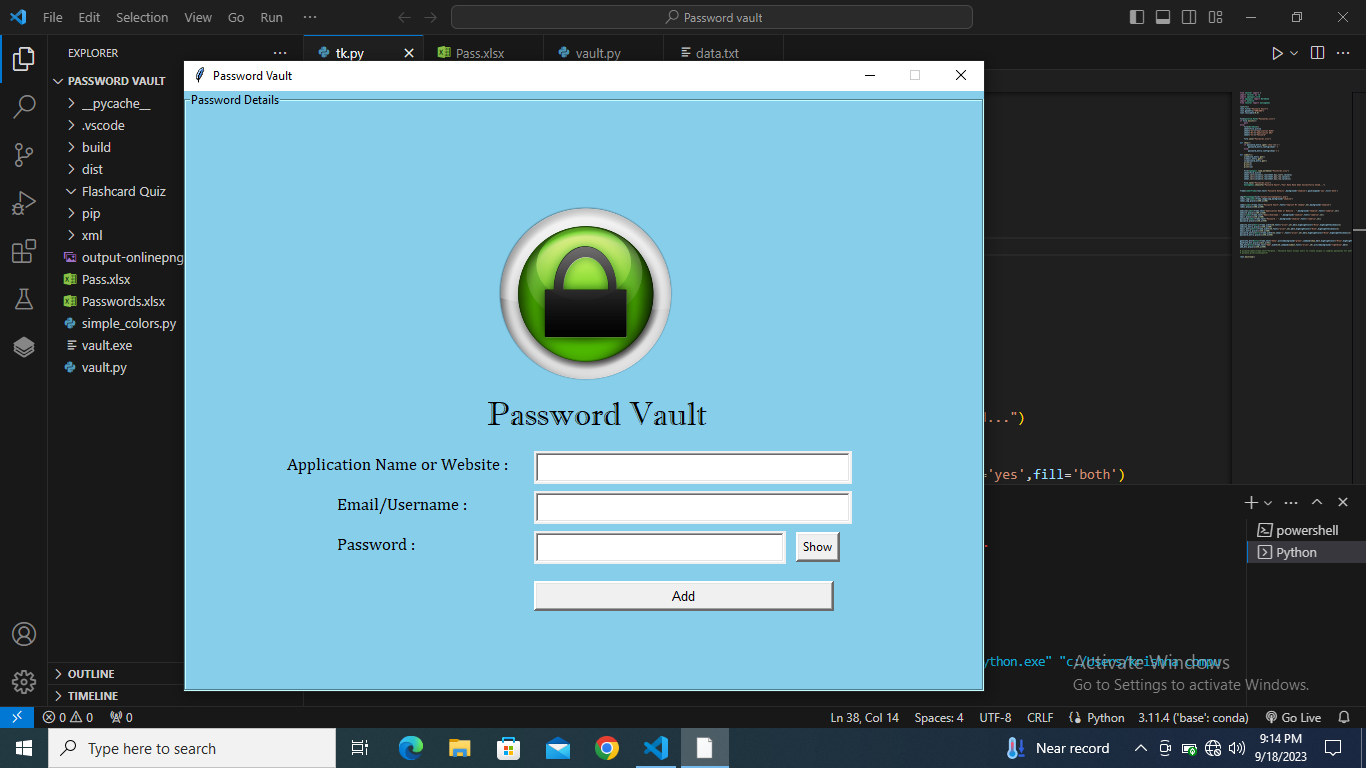 File Edit Selection View Go Run ··· Password vault
EXPLORER ···
tk.py Pass.xlsx vault.py data.txt
PASSWORD VAULT
__pycache__
.vscode
build
dist
Flashcard Quiz
pip
xml
output-onlinepng
Pass.xlsx
Passwords.xlsx
simple_colors.py
vault.exe
vault.py
OUTLINE
TIMELINE
Password Vault
Password Details
Password Vault
Application Name or Website :
Email/Username :
Password :
Show
Add
...")
='yes',fill='both')
powershell
Python
ython.exe" "c:/Users/krishna compu
Activate Windows
Go to Settings to activate Windows.
0 0 0 Ln 38, Col 14 Spaces: 4 UTF-8 CRLF Python 3.11.4 ('base': conda) Go Live
Type here to search
Near record
9:14 PM
9/18/2023